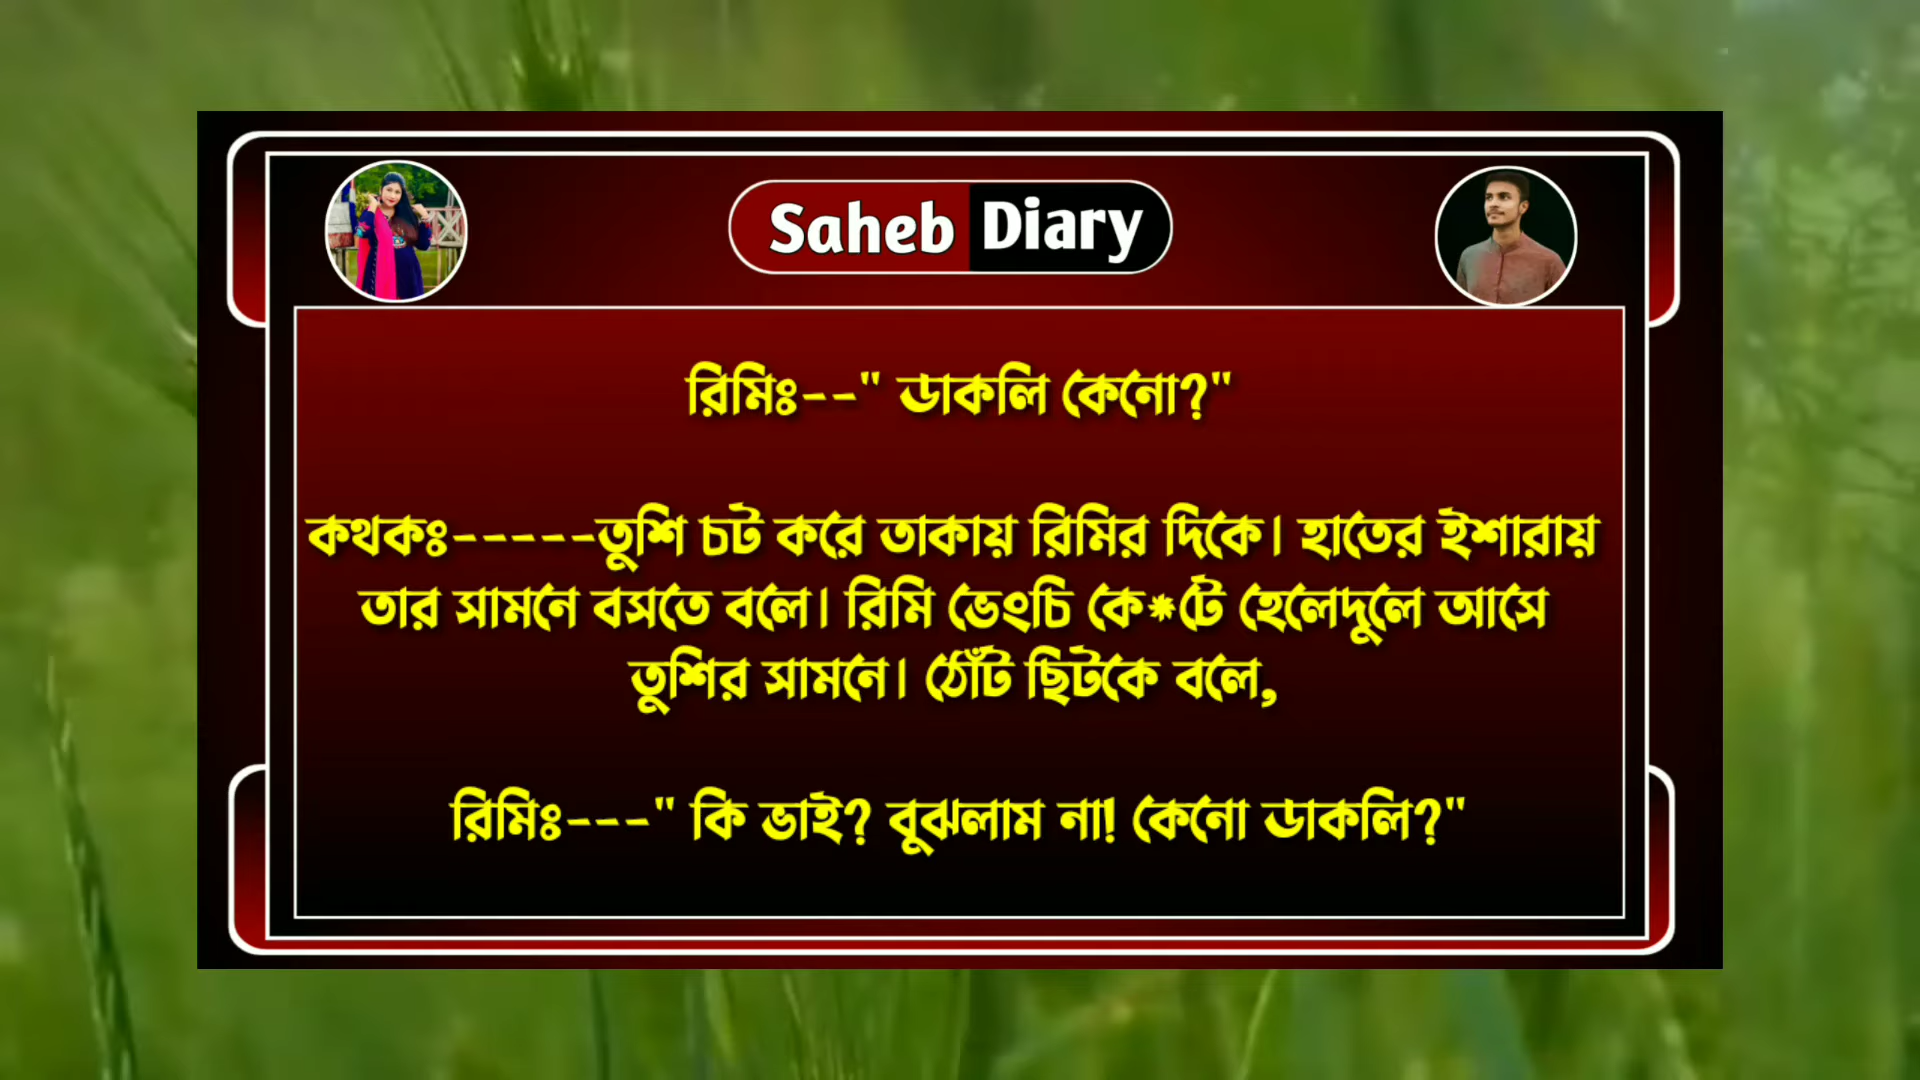 Saheb Diary
রিমিঃ--" ডাকলি কেনো?"
কথকঃ-----তুশি চট করে তাকায় রিমির দিকে। হাতের ইশারায়
তার সামনে বসতে বলে। রিমি ভেংচি কে*টে হেলেদুলে আসে
তুশির সামনে। ঠোঁট ছিটকে বলে,
রিমিঃ---" কি ভাই? বুঝলাম না! কেনো ডাকলি?"